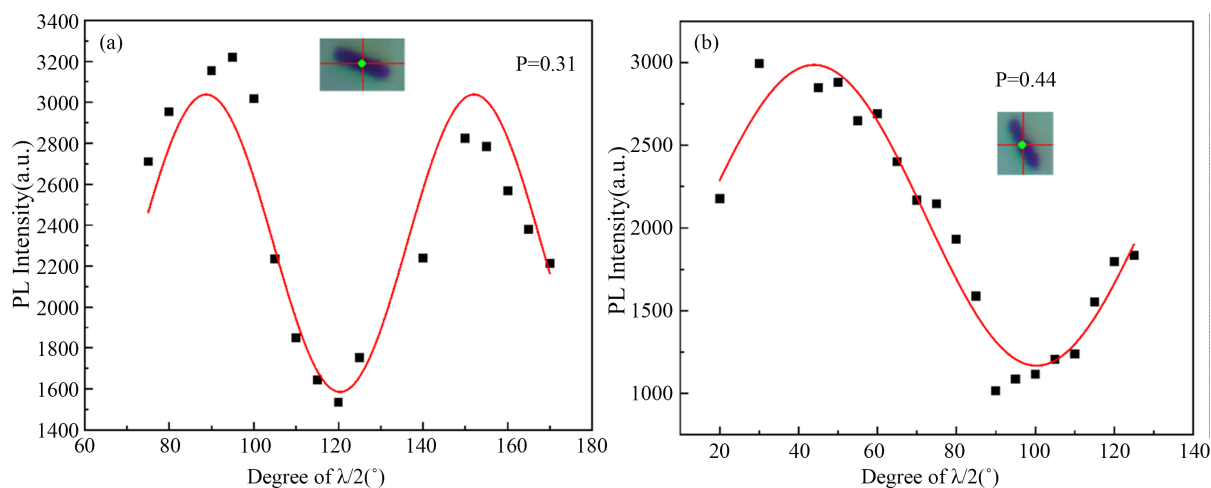 (a)
P=0.31
PL Intensity(a.u.)
3400
3200
3000
2800
2600
2400
2200
2000
1800
1600
1400
60 80 100 120 140 160 180
Degree of λ/2(°)
(b)
P=0.44
PL Intensity(a.u.)
3000
2500
2000
1500
1000
20 40 60 80 100 120 140
Degree of λ/2(°)